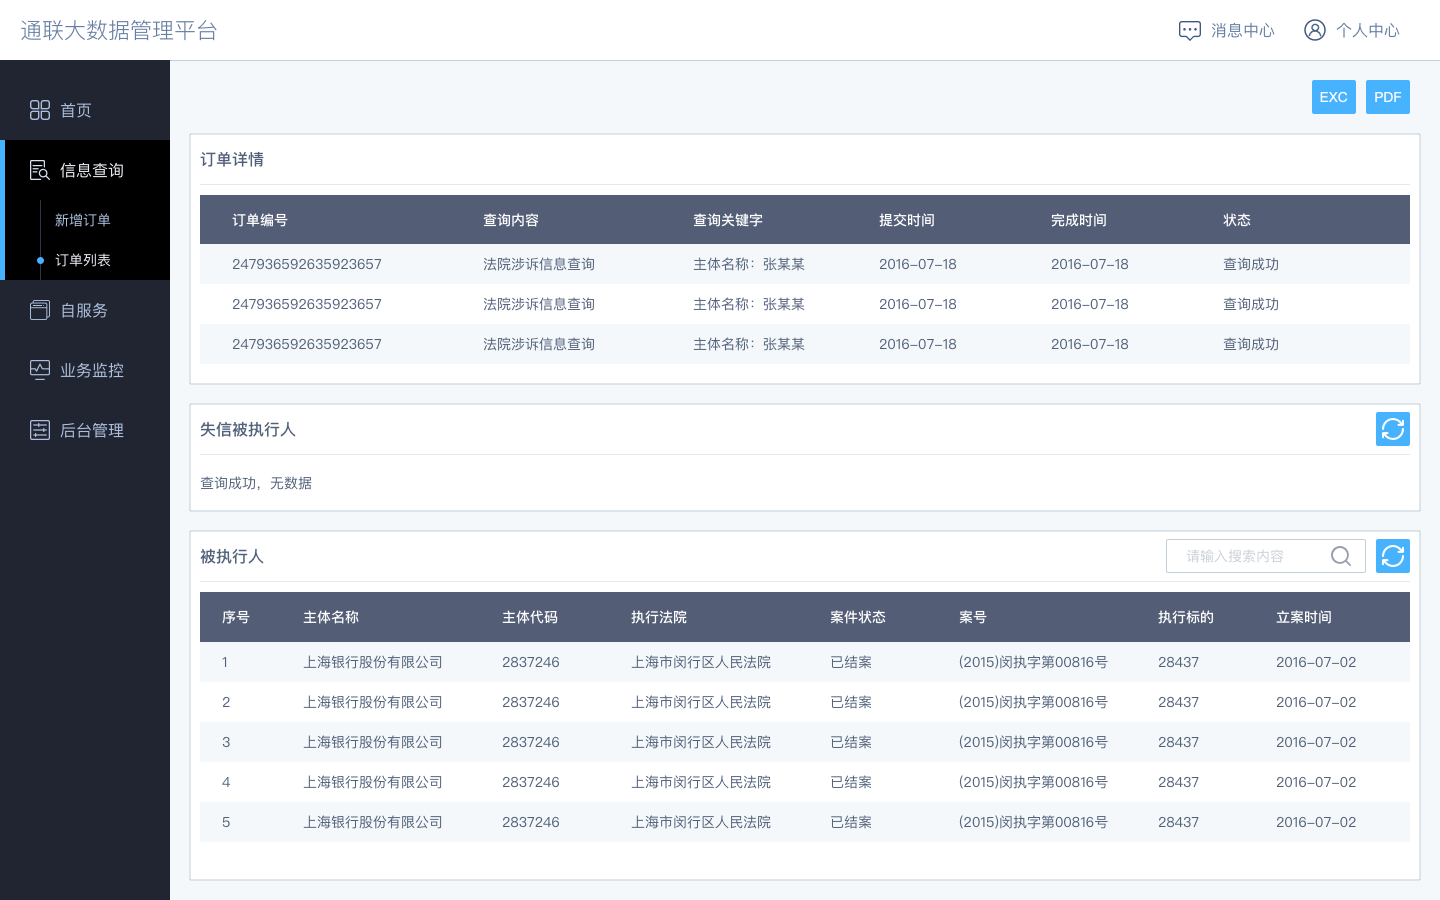 通联大数据管理平台
消息中心 个人中心
首页
信息查询
新增订单
订单列表
自服务
业务监控
后台管理
EXC PDF
订单详情
订单编号 查询内容 查询关键字 提交时间 完成时间 状态
247936592635923657 法院涉诉信息查询 主体名称：张某某 2016-07-18 2016-07-18 查询成功
247936592635923657 法院涉诉信息查询 主体名称：张某某 2016-07-18 2016-07-18 查询成功
247936592635923657 法院涉诉信息查询 主体名称：张某某 2016-07-18 2016-07-18 查询成功
失信被执行人
查询成功，无数据
被执行人 请输入搜索内容
序号 主体名称 主体代码 执行法院 案件状态 案号 执行标的 立案时间
1 上海银行股份有限公司 2837246 上海市闵行区人民法院 已结案 (2015)闵执字第00816号 28437 2016-07-02
2 上海银行股份有限公司 2837246 上海市闵行区人民法院 已结案 (2015)闵执字第00816号 28437 2016-07-02
3 上海银行股份有限公司 2837246 上海市闵行区人民法院 已结案 (2015)闵执字第00816号 28437 2016-07-02
4 上海银行股份有限公司 2837246 上海市闵行区人民法院 已结案 (2015)闵执字第00816号 28437 2016-07-02
5 上海银行股份有限公司 2837246 上海市闵行区人民法院 已结案 (2015)闵执字第00816号 28437 2016-07-02